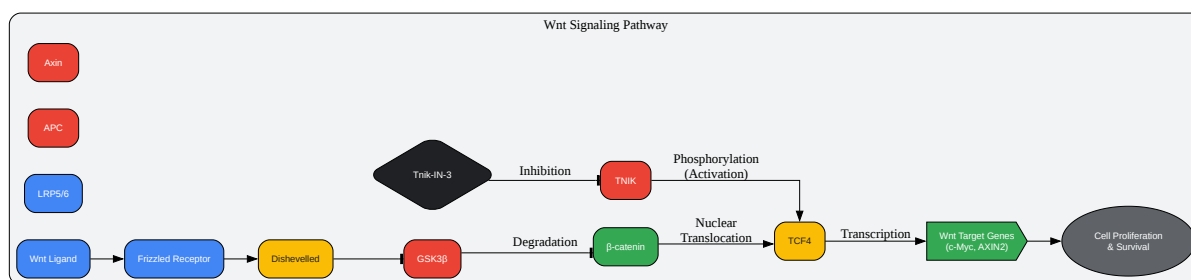 Wnt Signaling Pathway
Axin
APC
LRP5/6
Tnik-IN-3
Inhibition
TNIK
Phosphorylation
(Activation)
Wnt Ligand
Frizzled Receptor
Dishevelled
GSK3β
Degradation
β-catenin
Nuclear
Translocation
TCF4
Transcription
Wnt Target Genes
(c-Myc, AXIN2)
Cell Proliferation
& Survival